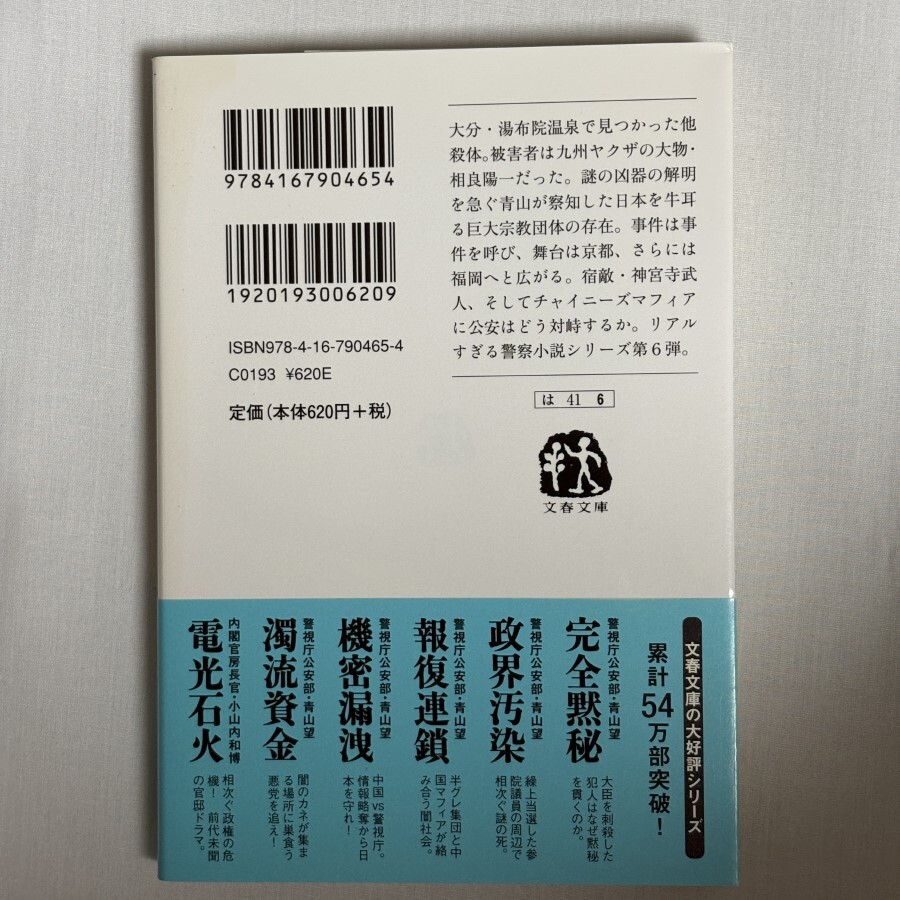 9784167904654
1920193006209
ISBN978-4-16-790465-4
C0193 ¥620E
定価(本体620円+税)
大分・湯布院温泉で見つかった他
殺体。被害者は九州ヤクザの大物・
相良陽一だった。謎の凶器の解明
を急ぐ青山が察知した日本を牛耳
る巨大宗教団体の存在。事件は事
件を呼び、舞台は京都、さらには
福岡へと広がる。宿敵・神宮寺武
人、そしてチャイニーズマフィア
に公安はどう対峙するか。リアル
すぎる警察小説シリーズ第6弾。
は 41 6
文春文庫
文春文庫の大好評シリーズ
累計54万部突破!
警視庁公安部・青山望
完全黙秘
大臣を刺殺した
犯人はなぜ黙秘
を貫くのか。
警視庁公安部・青山望
政界汚染
繰上当選した参
院議員の周辺で
相次ぐ謎の死。
警視庁公安部・青山望
報復連鎖
半グレ集団と中
国マフィアが絡
み合う闇社会。
警視庁公安部・青山望
機密漏洩
中国vs警視庁。
情報略奪から日
本を守れ!
警視庁公安部・青山望
濁流資金
闇のカネが集ま
る場所に巣食う
悪党を追え!
内閣官房長官・小山内和博
電光石火
相次ぐ政権の危
機! 前代未聞
の官邸ドラマ。